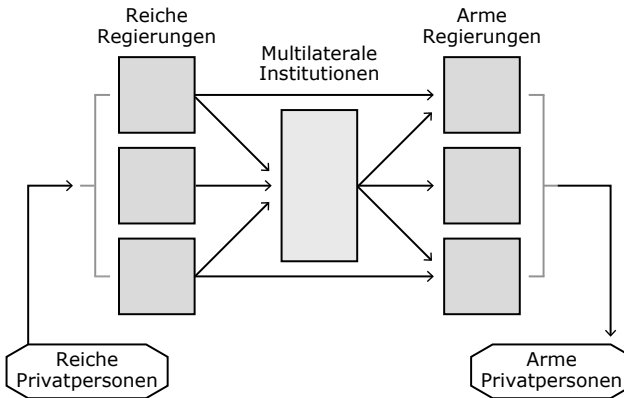 Reiche
Regierungen
Multilaterale
Institutionen
Arme
Regierungen
Reiche
Privatpersonen
Arme
Privatpersonen